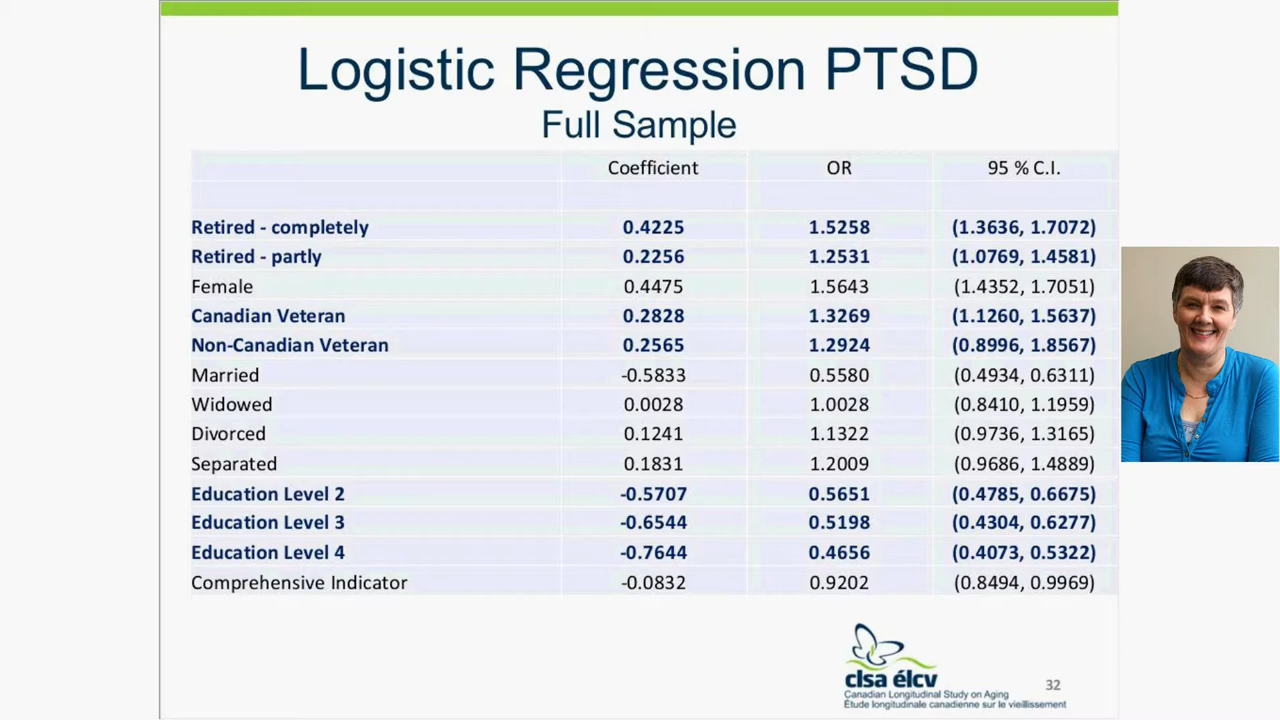 Logistic Regression PTSD
Full Sample
Coefficient OR 95 % C.I.
Retired - completely 0.4225 1.5258 (1.3636, 1.7072)
Retired - partly 0.2256 1.2531 (1.0769, 1.4581)
Female 0.4475 1.5643 (1.4352, 1.7051)
Canadian Veteran 0.2828 1.3269 (1.1260, 1.5637)
Non-Canadian Veteran 0.2565 1.2924 (0.8996, 1.8567)
Married -0.5833 0.5580 (0.4934, 0.6311)
Widowed 0.0028 1.0028 (0.8410, 1.1959)
Divorced 0.1241 1.1322 (0.9736, 1.3165)
Separated 0.1831 1.2009 (0.9686, 1.4889)
Education Level 2 -0.5707 0.5651 (0.4785, 0.6675)
Education Level 3 -0.6544 0.5198 (0.4304, 0.6277)
Education Level 4 -0.7644 0.4656 (0.4073, 0.5322)
Comprehensive Indicator -0.0832 0.9202 (0.8494, 0.9969)
clsa élcv
Canadian Longitudinal Study on Aging
Étude longitudinale canadienne sur le vieillissement
32